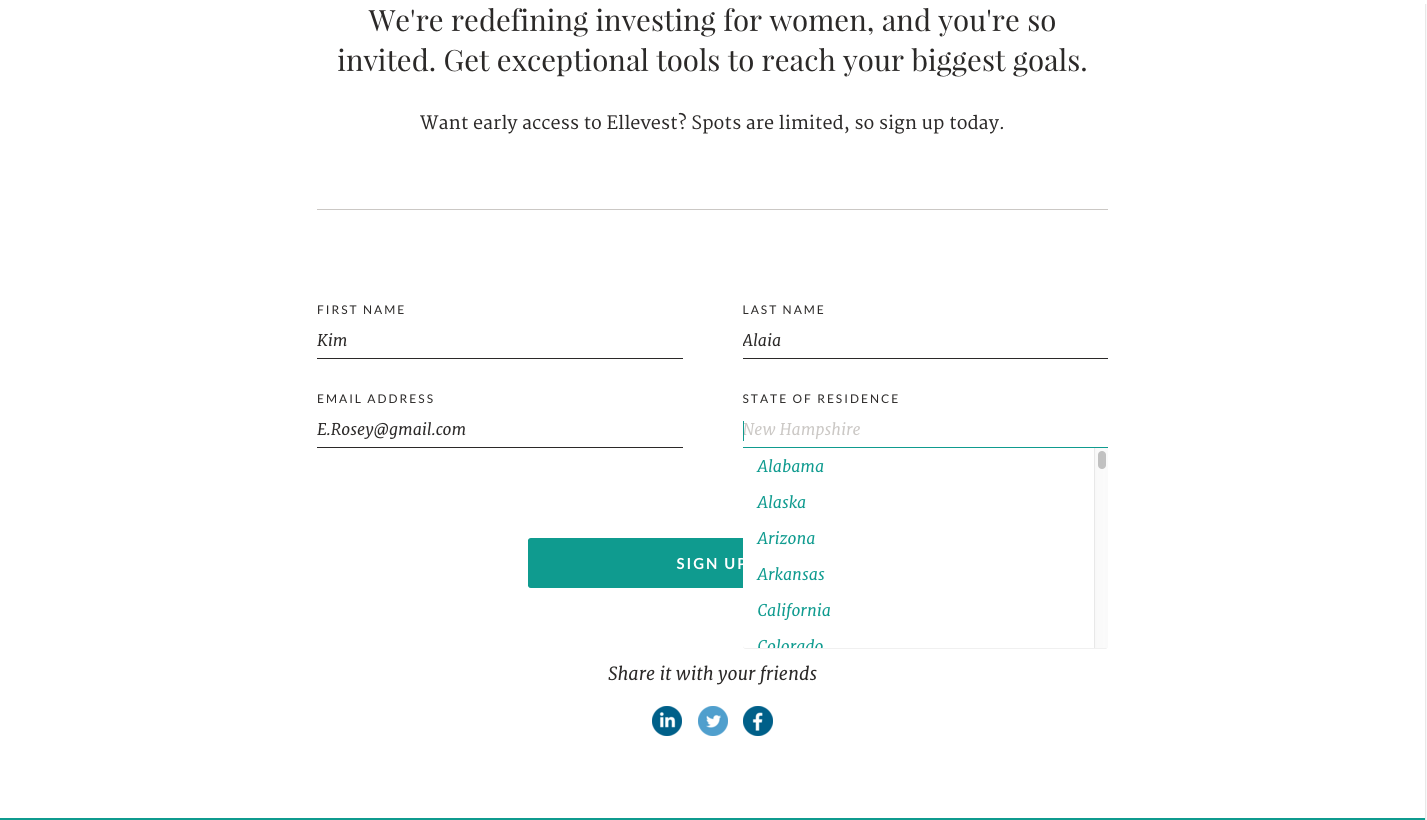 We're redefining investing for women, and you're so
invited. Get exceptional tools to reach your biggest goals.
Want early access to Ellevest? Spots are limited, so sign up today.
FIRST NAME
Kim
LAST NAME
Alaia
EMAIL ADDRESS
E.Rosey@gmail.com
STATE OF RESIDENCE
New Hampshire
Alabama
Alaska
Arizona
Arkansas
California
Colorado
SIGN UP
Share it with your friends
in